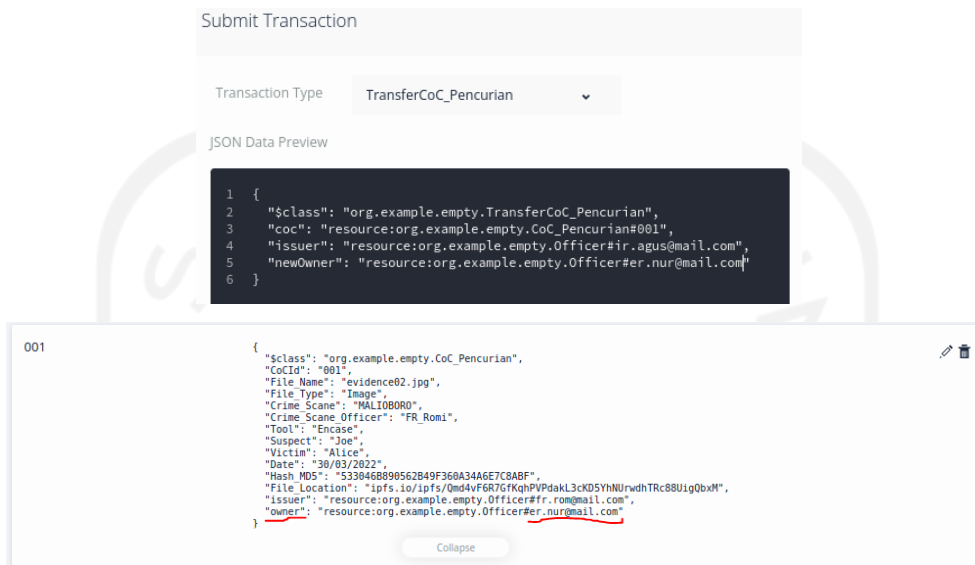 Submit Transaction
Transaction Type
TransferCoC_Pencurian
JSON Data Preview
1 {
2 "$class": "org.example.empty.TransferCoC_Pencurian",
3 "coc": "resource:org.example.empty.CoC_Pencurian#001",
4 "issuer": "resource:org.example.empty.Officer#ir.agus@mail.com",
5 "newOwner": "resource:org.example.empty.Officer#er.nur@mail.com"
6 }
001
{
"$class": "org.example.empty.CoC_Pencurian",
"CoCId": "001",
"File_Name": "evidence02.jpg",
"File_Type": "Image",
"Crime_Scane": "MALIOBORO",
"Crime_Scane_Officer": "FR_Romi",
"Tool": "Encase",
"Suspect": "Joe",
"Victim": "Alice",
"Date": "30/03/2022",
"Hash_MD5": "533046B890562B49F360A34A6E7C8ABF",
"File_Location": "ipfs.io/ipfs/Qmd4vF6R7GfKqhPVPdakL3cKD5YhNUrwdhTRc88UigQbxM",
"issuer": "resource:org.example.empty.Officer#fr.rom@mail.com",
"owner": "resource:org.example.empty.Officer#er.nur@mail.com"
}
Collapse